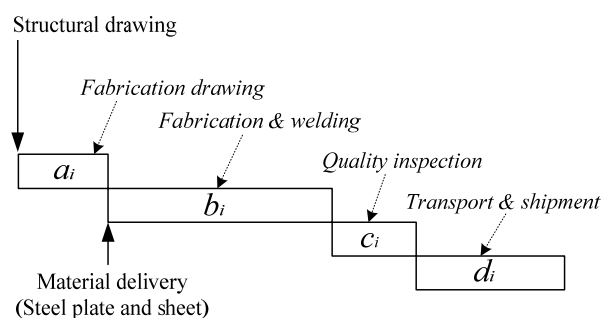 Structural drawing
Fabrication drawing
Fabrication & welding
Quality inspection
Transport & shipment
ai
bi
ci
di
Material delivery
(Steel plate and sheet)